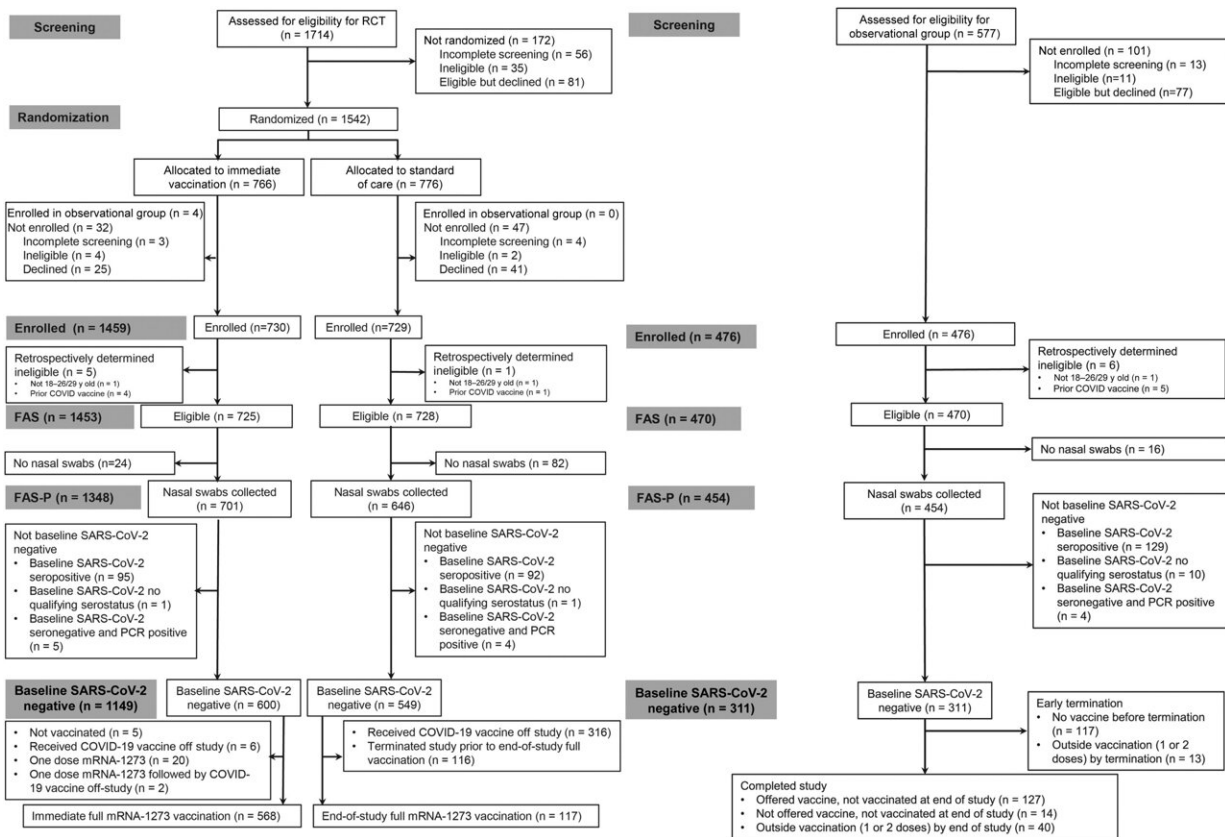 Screening
Assessed for eligibility for RCT
(n = 1714)
Not randomized (n = 172)
Incomplete screening (n = 56)
Ineligible (n = 35)
Eligible but declined (n = 81)
Randomization
Randomized (n = 1542)
Allocated to immediate
vaccination (n = 766)
Allocated to standard
of care (n = 776)
Enrolled in observational group (n = 4)
Not enrolled (n = 32)
Incomplete screening (n = 3)
Ineligible (n = 4)
Declined (n = 25)
Enrolled in observational group (n = 0)
Not enrolled (n = 47)
Incomplete screening (n = 4)
Ineligible (n = 2)
Declined (n = 41)
Enrolled (n = 1459)
Enrolled (n=730)
Enrolled (n=729)
Retrospectively determined
ineligible (n = 5)
• Not 18–26/29 y old (n = 1)
• Prior COVID vaccine (n = 4)
Retrospectively determined
ineligible (n = 1)
• Not 18–26/29 y old (n = 1)
• Prior COVID vaccine (n = 1)
FAS (n = 1453)
Eligible (n = 725)
Eligible (n = 728)
No nasal swabs (n=24)
No nasal swabs (n = 82)
FAS-P (n = 1348)
Nasal swabs collected
(n = 701)
Nasal swabs collected
(n = 646)
Not baseline SARS-CoV-2
negative
• Baseline SARS-CoV-2
seropositive (n = 95)
• Baseline SARS-CoV-2 no
qualifying serostatus (n = 1)
• Baseline SARS-CoV-2
seronegative and PCR positive
(n = 5)
Not baseline SARS-CoV-2
negative
• Baseline SARS-CoV-2
seropositive (n = 92)
• Baseline SARS-CoV-2 no
qualifying serostatus (n = 1)
• Baseline SARS-CoV-2
seronegative and PCR
positive (n = 4)
Baseline SARS-CoV-2
negative (n = 1149)
Baseline SARS-CoV-2
negative (n = 600)
Baseline SARS-CoV-2
negative (n = 549)
• Not vaccinated (n = 5)
• Received COVID-19 vaccine off study (n = 6)
• One dose mRNA-1273 (n = 20)
• One dose mRNA-1273 followed by COVID-
19 vaccine off-study (n = 2)
• Received COVID-19 vaccine off study (n = 316)
• Terminated study prior to end-of-study full
vaccination (n = 116)
Immediate full mRNA-1273 vaccination (n = 568)
End-of-study full mRNA-1273 vaccination (n = 117)
Screening
Assessed for eligibility for
observational group (n = 577)
Not enrolled (n = 101)
Incomplete screening (n = 13)
Ineligible (n=11)
Eligible but declined (n=77)
Enrolled (n = 476)
Enrolled (n = 476)
Retrospectively determined
ineligible (n = 6)
• Not 18–26/29 y old (n = 1)
• Prior COVID vaccine (n = 5)
FAS (n = 470)
Eligible (n = 470)
No nasal swabs (n = 16)
FAS-P (n = 454)
Nasal swabs collected
(n = 454)
Not baseline SARS-CoV-2
negative
• Baseline SARS-CoV-2
seropositive (n = 129)
• Baseline SARS-CoV-2 no
qualifying serostatus (n = 10)
• Baseline SARS-CoV-2
seronegative and PCR positive
(n = 4)
Baseline SARS-CoV-2
negative (n = 311)
Baseline SARS-CoV-2
negative (n = 311)
Early termination
• No vaccine before termination
(n = 117)
• Outside vaccination (1 or 2
doses) by termination (n = 13)
Completed study
• Offered vaccine, not vaccinated at end of study (n = 127)
• Not offered vaccine, not vaccinated at end of study (n = 14)
• Outside vaccination (1 or 2 doses) by end of study (n = 40)